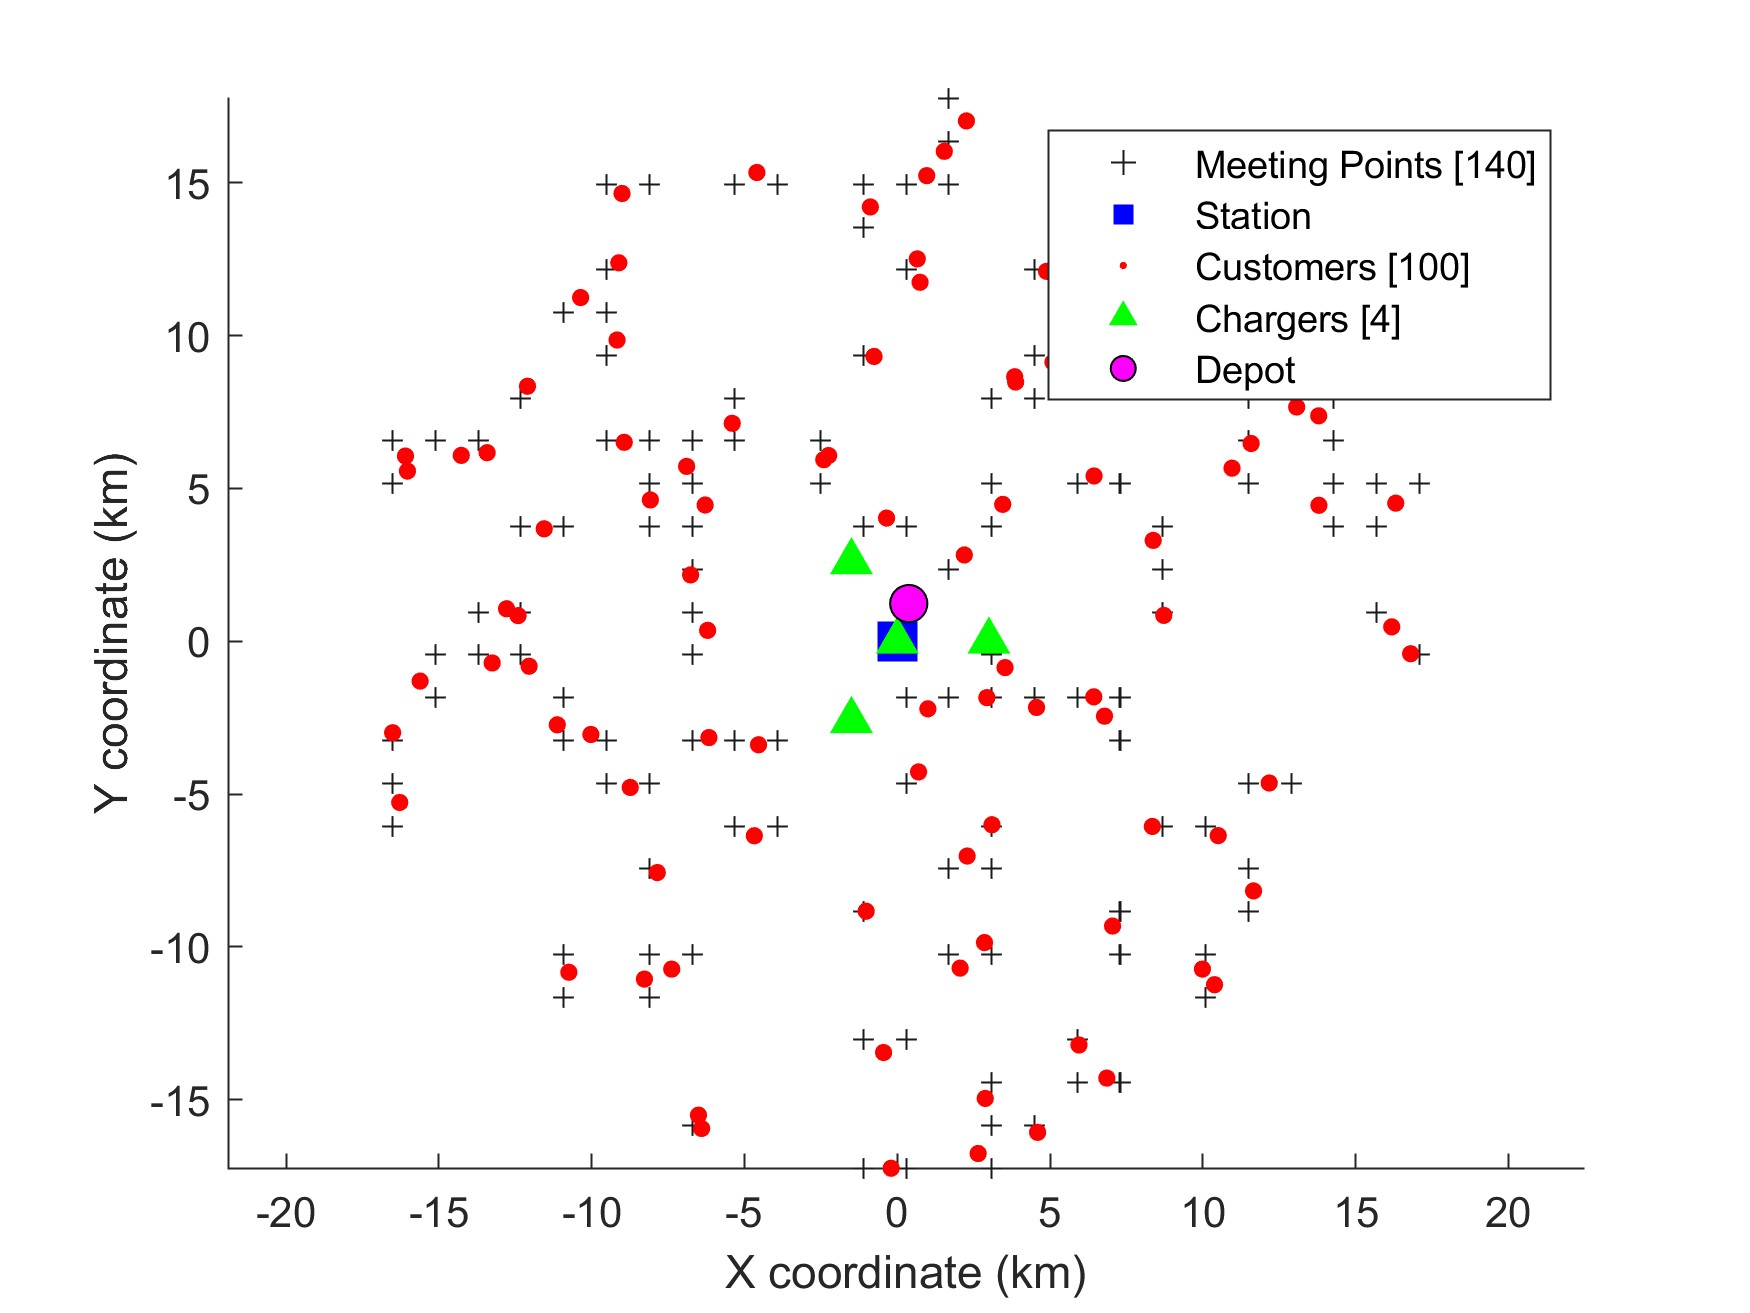 Meeting Points [140]
Station
Customers [100]
Chargers [4]
Depot
15
10
5
0
-5
-10
-15
Y coordinate (km)
-20 -15 -10 -5 0 5 10 15 20
X coordinate (km)